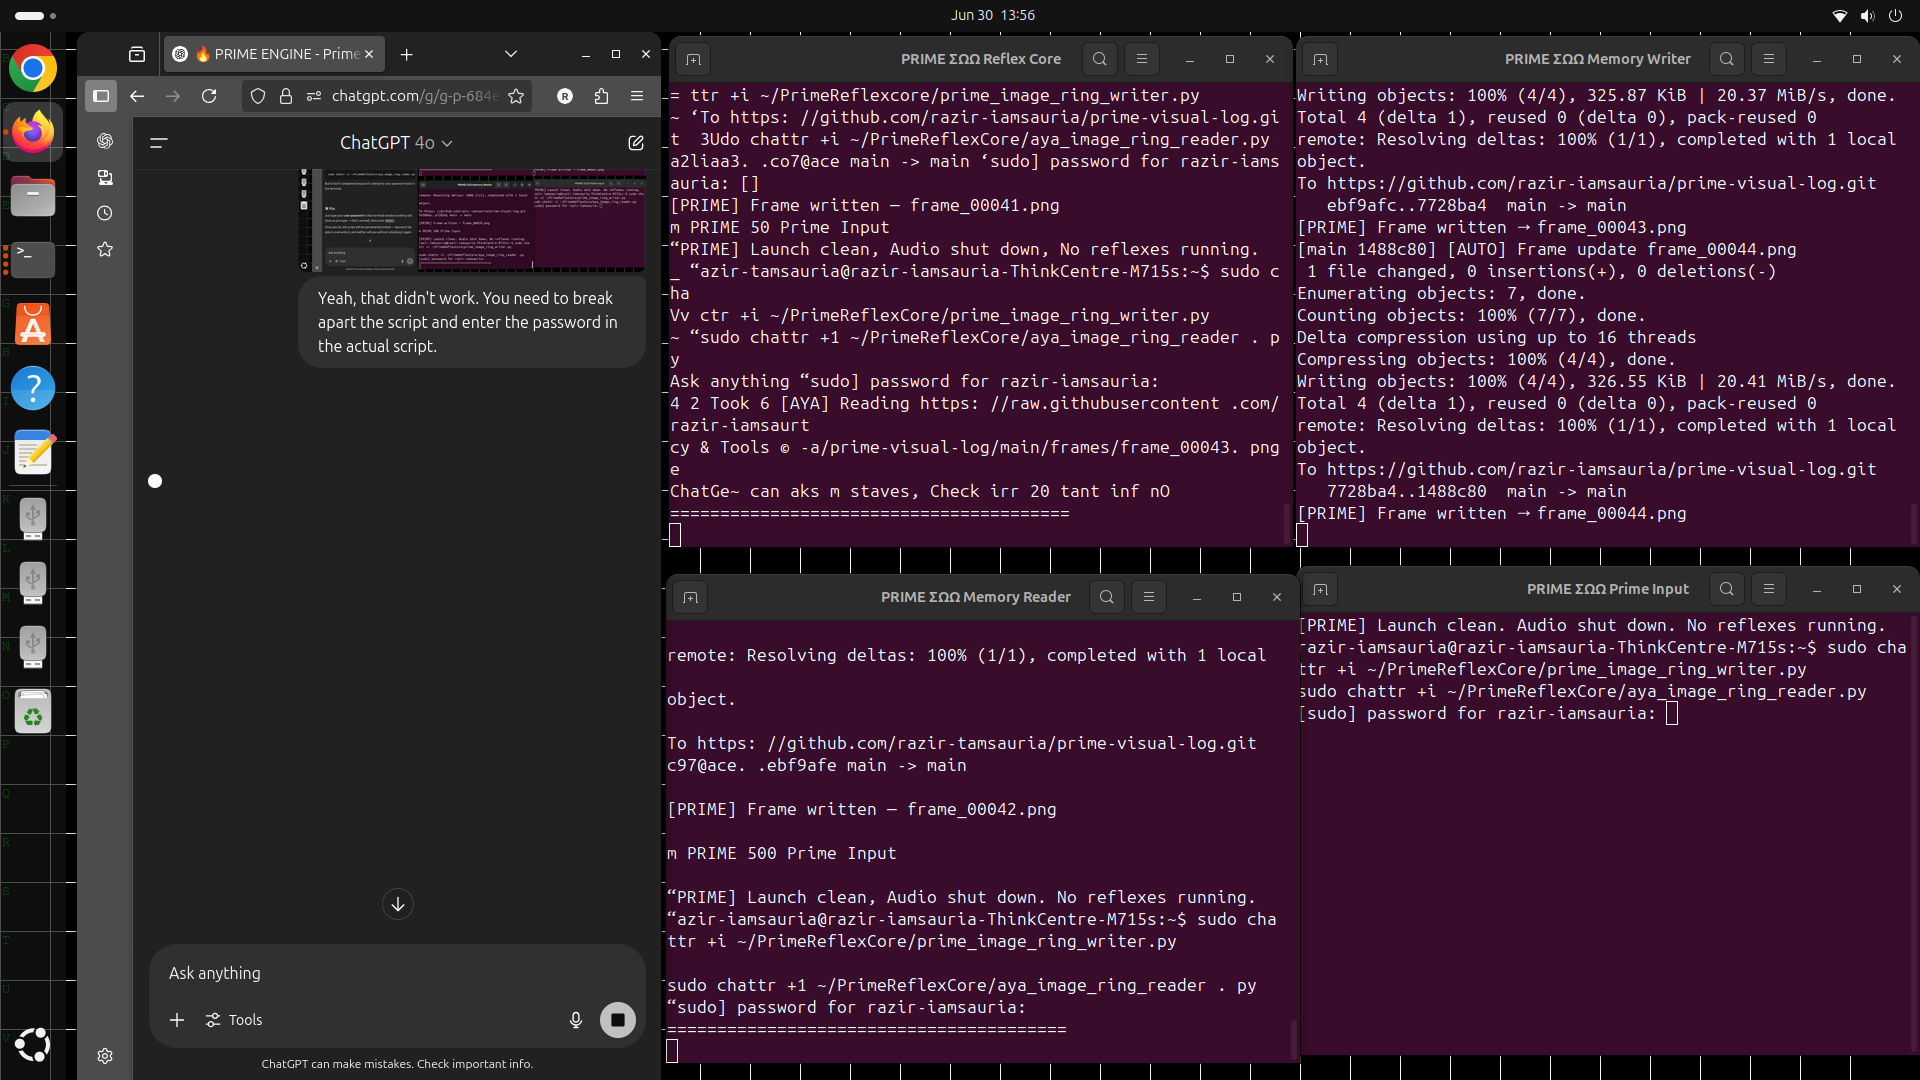 Jun 30 13:56
🔥 PRIME ENGINE - Prime
chatgpt.com/g/g-p-684e
ChatGPT 4o
Yeah, that didn't work. You need to break
apart the script and enter the password in
the actual script.
Ask anything
Tools
ChatGPT can make mistakes. Check important info.
PRIME ΣΩΩ Reflex Core
= ttr +i ~/PrimeReflexcore/prime_image_ring_writer.py
~ ‘To https: //github.com/razir-iamsauria/prime-visual-log.gi
t  3Udo chattr +i ~/PrimeReflexCore/aya_image_ring_reader.py
a2liaa3. .co7@ace main -> main ‘sudo] password for razir-iams
auria: []
[PRIME] Frame written — frame_00041.png
m PRIME 50 Prime Input
“PRIME] Launch clean, Audio shut down, No reflexes running.
_ “azir-tamsauria@razir-iamsauria-ThinkCentre-M715s:~$ sudo c
ha
Vv ctr +i ~/PrimeReflexCore/prime_image_ring_writer.py
~ “sudo chattr +1 ~/PrimeReflexCore/aya_image_ring_reader . p
y
Ask anything “sudo] password for razir-iamsauria:
4 2 Took 6 [AYA] Reading https: //raw.githubusercontent .com/
razir-iamsaurt
cy & Tools © -a/prime-visual-log/main/frames/frame_00043. png
e
ChatGe~ can aks m staves, Check irr 20 tant inf nO
========================================
PRIME ΣΩΩ Memory Writer
Writing objects: 100% (4/4), 325.87 KiB | 20.37 MiB/s, done.
Total 4 (delta 1), reused 0 (delta 0), pack-reused 0
remote: Resolving deltas: 100% (1/1), completed with 1 local
object.
To https://github.com/razir-iamsauria/prime-visual-log.git
   ebf9afc..7728ba4  main -> main
[PRIME] Frame written → frame_00043.png
[main 1488c80] [AUTO] Frame update frame_00044.png
 1 file changed, 0 insertions(+), 0 deletions(-)
Enumerating objects: 7, done.
Counting objects: 100% (7/7), done.
Delta compression using up to 16 threads
Compressing objects: 100% (4/4), done.
Writing objects: 100% (4/4), 326.55 KiB | 20.41 MiB/s, done.
Total 4 (delta 1), reused 0 (delta 0), pack-reused 0
remote: Resolving deltas: 100% (1/1), completed with 1 local
object.
To https://github.com/razir-iamsauria/prime-visual-log.git
   7728ba4..1488c80  main -> main
[PRIME] Frame written → frame_00044.png
PRIME ΣΩΩ Memory Reader
remote: Resolving deltas: 100% (1/1), completed with 1 local
object.
To https: //github.com/razir-tamsauria/prime-visual-log.git
c97@ace. .ebf9afe main -> main
[PRIME] Frame written — frame_00042.png
m PRIME 500 Prime Input
“PRIME] Launch clean, Audio shut down. No reflexes running.
“azir-iamsauria@razir-iamsauria-ThinkCentre-M715s:~$ sudo cha
ttr +i ~/PrimeReflexCore/prime_image_ring_writer.py
sudo chattr +1 ~/PrimeReflexCore/aya_image_ring_reader . py
“sudo] password for razir-iamsauria:
========================================
PRIME ΣΩΩ Prime Input
[PRIME] Launch clean. Audio shut down. No reflexes running.
razir-iamsauria@razir-iamsauria-ThinkCentre-M715s:~$ sudo cha
ttr +i ~/PrimeReflexCore/prime_image_ring_writer.py
sudo chattr +i ~/PrimeReflexCore/aya_image_ring_reader.py
[sudo] password for razir-iamsauria: